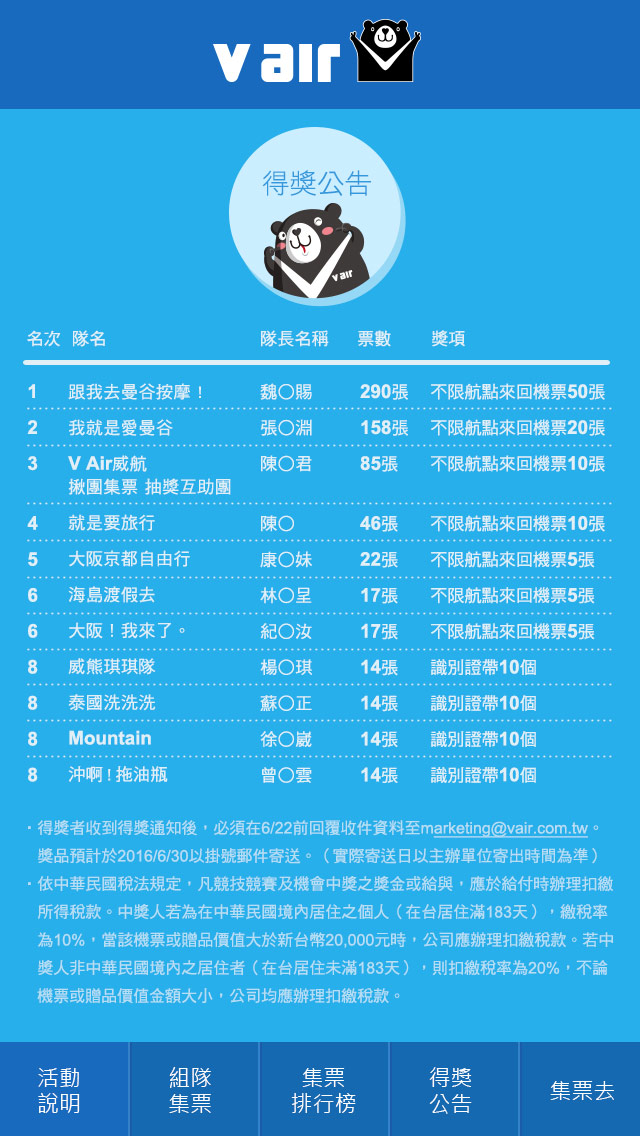 v air
得獎公告
v air
名次 隊名 隊長名稱 票數 獎項
1 跟我去曼谷按摩！ 魏〇賜 290張 不限航點來回機票50張
2 我就是愛曼谷 張〇淵 158張 不限航點來回機票20張
3 V Air威航 陳〇君 85張 不限航點來回機票10張
揪團集票 抽獎互助團
4 就是要旅行 陳〇 46張 不限航點來回機票10張
5 大阪京都自由行 康〇妹 22張 不限航點來回機票5張
6 海島渡假去 林〇呈 17張 不限航點來回機票5張
6 大阪！我來了。 紀〇汝 17張 不限航點來回機票5張
8 威熊琪琪隊 楊〇琪 14張 識別證帶10個
8 泰國洗洗洗 蘇〇正 14張 識別證帶10個
8 Mountain 徐〇崴 14張 識別證帶10個
8 沖啊！拖油瓶 曾〇雲 14張 識別證帶10個
· 得獎者收到得獎通知後，必須在6/22前回覆收件資料至marketing@vair.com.tw。
獎品預計於2016/6/30以掛號郵件寄送。（實際寄送日以主辦單位寄出時間為準）
· 依中華民國稅法規定，凡競技競賽及機會中獎之獎金或給與，應於給付時辦理扣繳
所得稅款。中獎人若為在中華民國境內居住之個人（在台居住滿183天），繳稅率
為10%，當該機票或贈品價值大於新台幣20,000元時，公司應辦理扣繳稅款。若中
獎人非中華民國境內之居住者（在台居住未滿183天），則扣繳稅率為20%，不論
機票或贈品價值金額大小，公司均應辦理扣繳稅款。
活動
說明
組隊
集票
集票
排行榜
得獎
公告
集票去